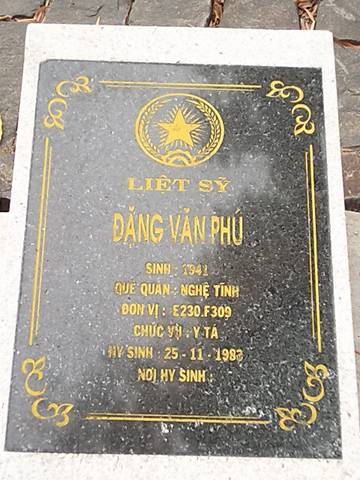 LIỆT SỸ
ĐẶNG VĂN PHÚ
SINH : 1941
QUÊ QUÁN : NGHỆ TĨNH
ĐƠN VỊ : E230.F309
CHỨC VỤ : Y TÁ
HY SINH : 25 - 11 - 1983
NƠI HY SINH :